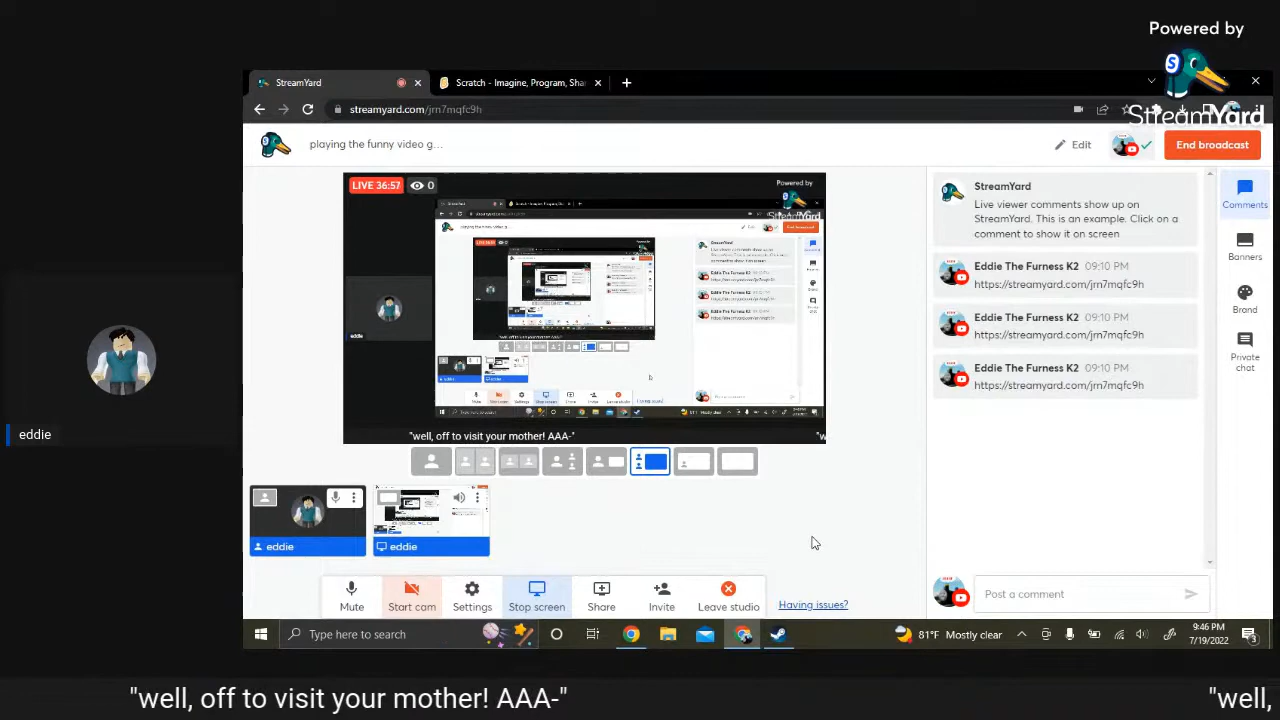 Powered by
StreamYard
StreamYard
Scratch - Imagine, Program, Shar
streamyard.com/jrn7mqfc9h
playing the funny video g...
Edit
End broadcast
LIVE 36:57
0
Powered by
StreamYard
eddie
"well, off to visit your mother! AAA-"
"w
StreamYard
Live viewer comments show up on
StreamYard. This is an example. Click on a
comment to show it on screen
Eddie The Furness K2 09:10 PM
https://streamyard.com/jrn7mqfc9h
Eddie The Furness K2 09:10 PM
https://streamyard.com/jrn7mqfc9h
Eddie The Furness K2 09:10 PM
https://streamyard.com/jrn7mqfc9h
Comments
Banners
Brand
Private
chat
eddie
eddie
eddie
Mute
Start cam
Settings
Stop screen
Share
Invite
Leave studio
Having issues?
Post a comment
Type here to search
81°F Mostly clear
9:46 PM
7/19/2022
3
"well, off to visit your mother! AAA-"
"well,